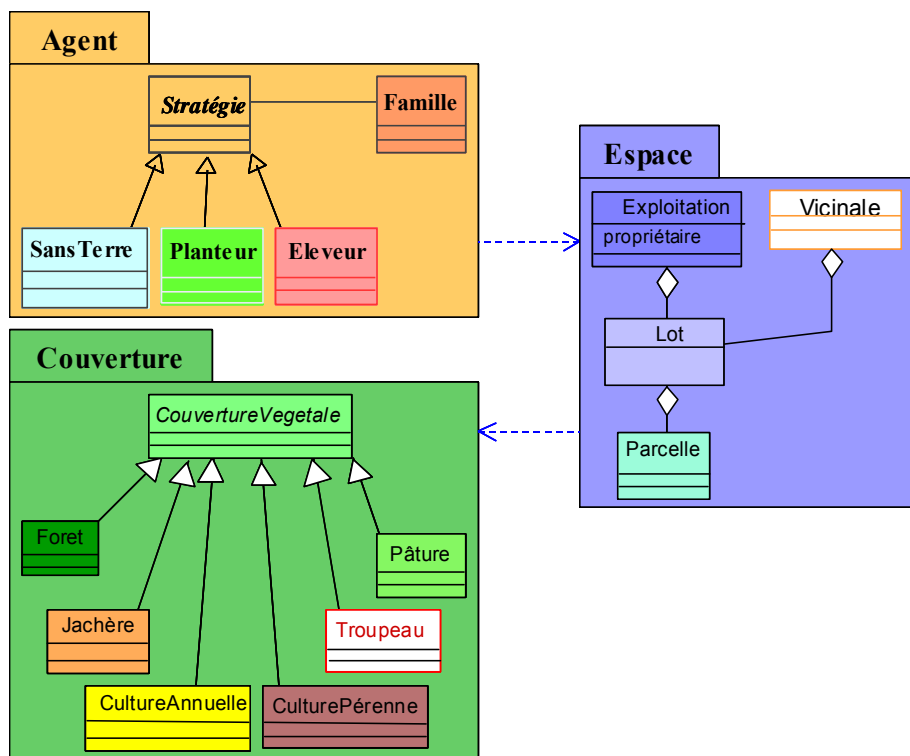 Agent
Stratégie
Famille
SansTerre
Planteur
Eleveur
Espace
Exploitation
propriétaire
Vicinale
Lot
Parcelle
Couverture
CouvertureVegetale
Foret
Pâture
Jachère
Troupeau
CultureAnnuelle
CulturePérenne